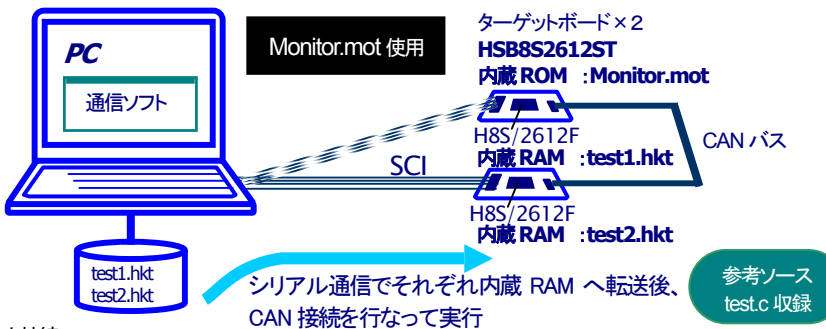 PC
通信ソフト
Monitor.mot 使用
ターゲットボード×2
HSB8S2612ST
内蔵 ROM :Monitor.mot
H8S/2612F
内蔵 RAM :test1.hkt
CAN バス
SCI
H8S/2612F
内蔵 RAM :test2.hkt
test1.hkt
test2.hkt
シリアル通信でそれぞれ内蔵 RAM へ転送後、
CAN 接続を行なって実行
参考ソース
test.c 収録